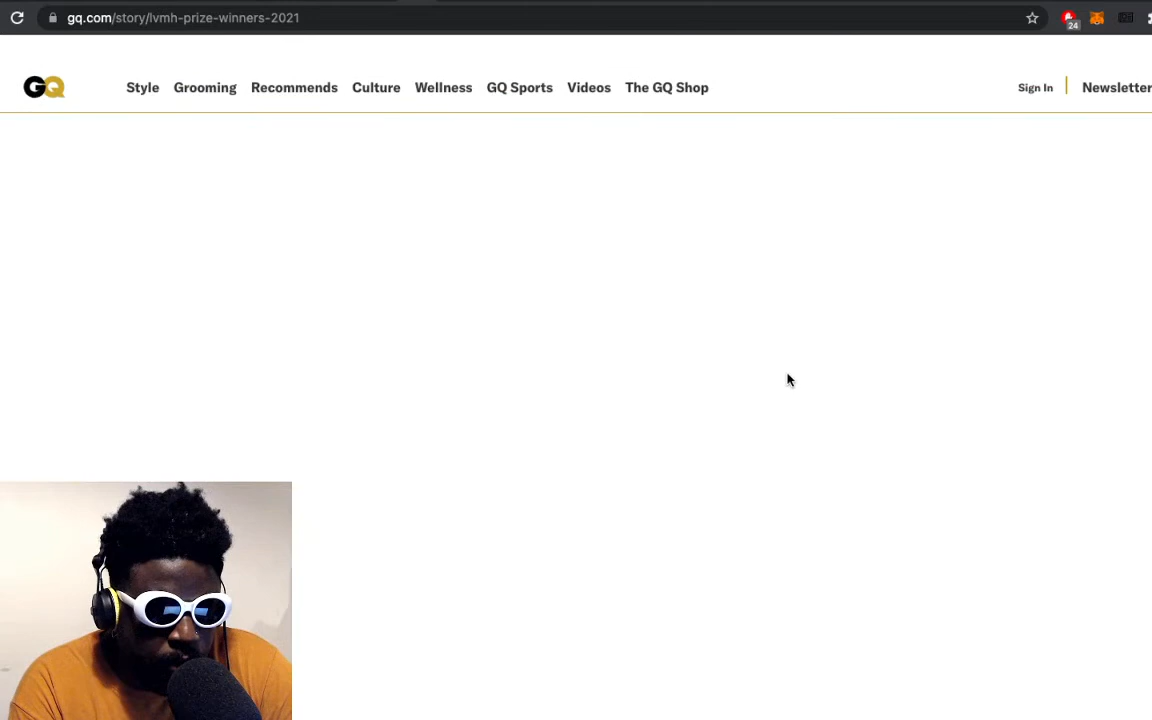 gq.com/story/lvmh-prize-winners-2021
24
GQ Style Grooming Recommends Culture Wellness GQ Sports Videos The GQ Shop Sign In Newsletter